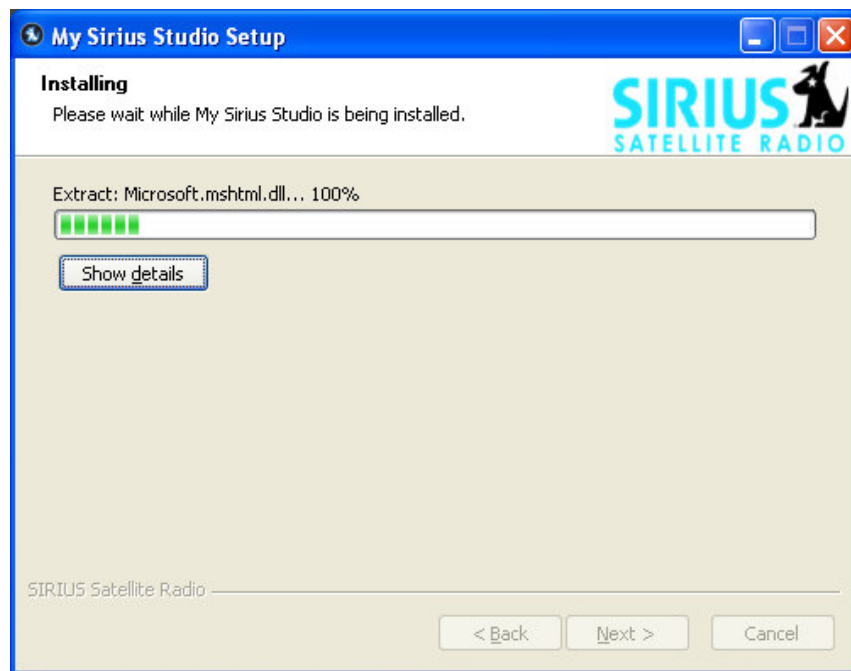 My Sirius Studio Setup
Installing
Please wait while My Sirius Studio is being installed.
SIRIUS
SATELLITE RADIO
Extract: Microsoft.mshtml.dll... 100%
Show details
SIRIUS Satellite Radio
< Back
Next >
Cancel